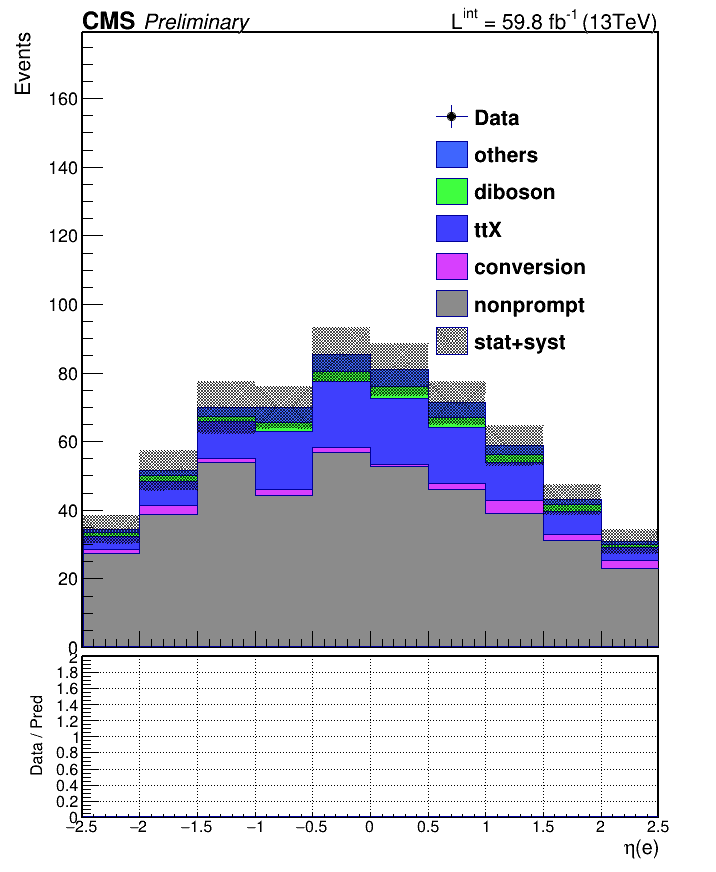 CMS Preliminary
L^int = 59.8 fb^-1 (13TeV)
Events
160
140
120
100
80
60
40
20
0
Data
others
diboson
ttX
conversion
nonprompt
stat+syst
Data / Pred
2
1.8
1.6
1.4
1.2
1
0.8
0.6
0.4
0.2
0
−2.5 −2 −1.5 −1 −0.5 0 0.5 1 1.5 2 2.5
η(e)